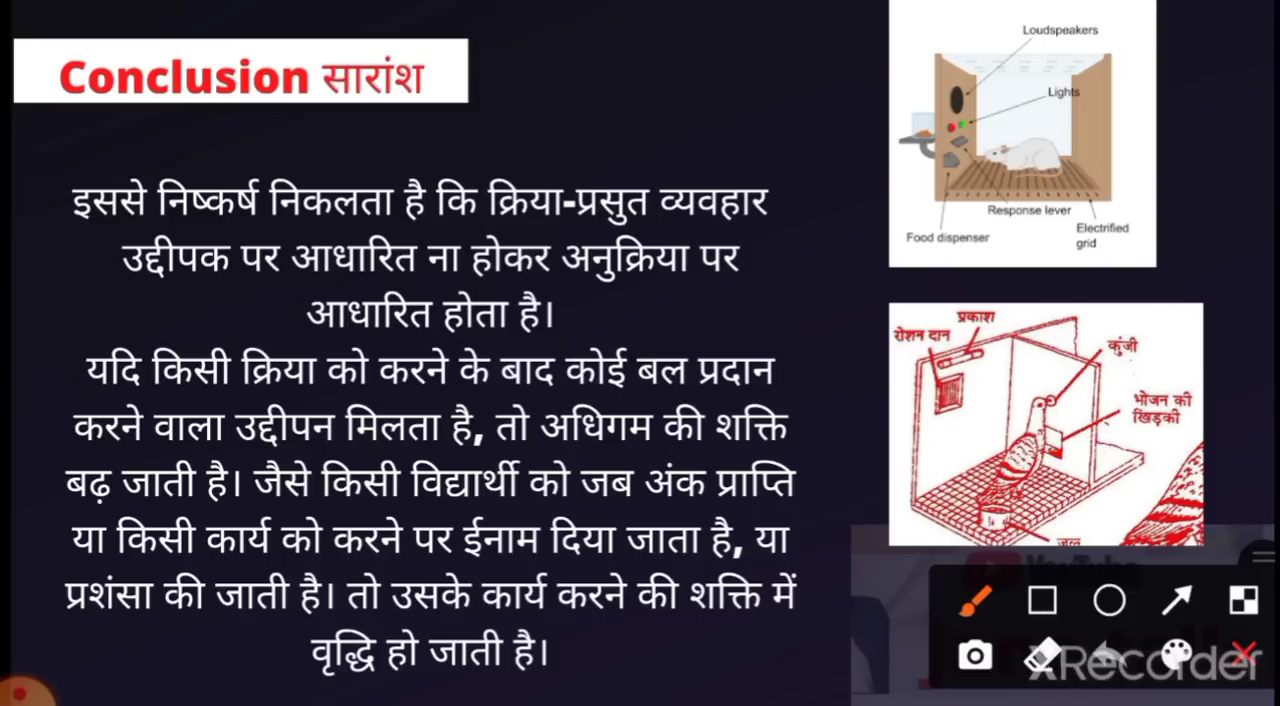 Conclusion सारांश
इससे निष्कर्ष निकलता है कि क्रिया-प्रसुत व्यवहार
उद्दीपक पर आधारित ना होकर अनुक्रिया पर
आधारित होता है।
यदि किसी क्रिया को करने के बाद कोई बल प्रदान
करने वाला उद्दीपन मिलता है, तो अधिगम की शक्ति
बढ़ जाती है। जैसे किसी विद्यार्थी को जब अंक प्राप्ति
या किसी कार्य को करने पर ईनाम दिया जाता है, या
प्रशंसा की जाती है। तो उसके कार्य करने की शक्ति में
वृद्धि हो जाती है।
Loudspeakers
Lights
Response lever
Food dispenser
Electrified
grid
प्रकाश
रोशन दान
कुंजी
भोजन की
खिड़की
YouTube
XRecorder